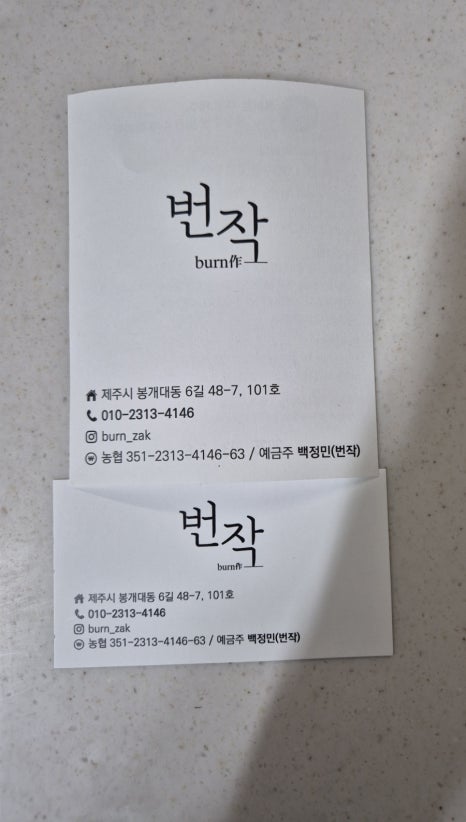 번작
burn作
제주시 봉개대동 6길 48-7, 101호
010-2313-4146
burn_zak
농협 351-2313-4146-63 / 예금주 백정민(번작)
번작
burn作
제주시 봉개대동 6길 48-7, 101호
010-2313-4146
burn_zak
농협 351-2313-4146-63 / 예금주 백정민(번작)